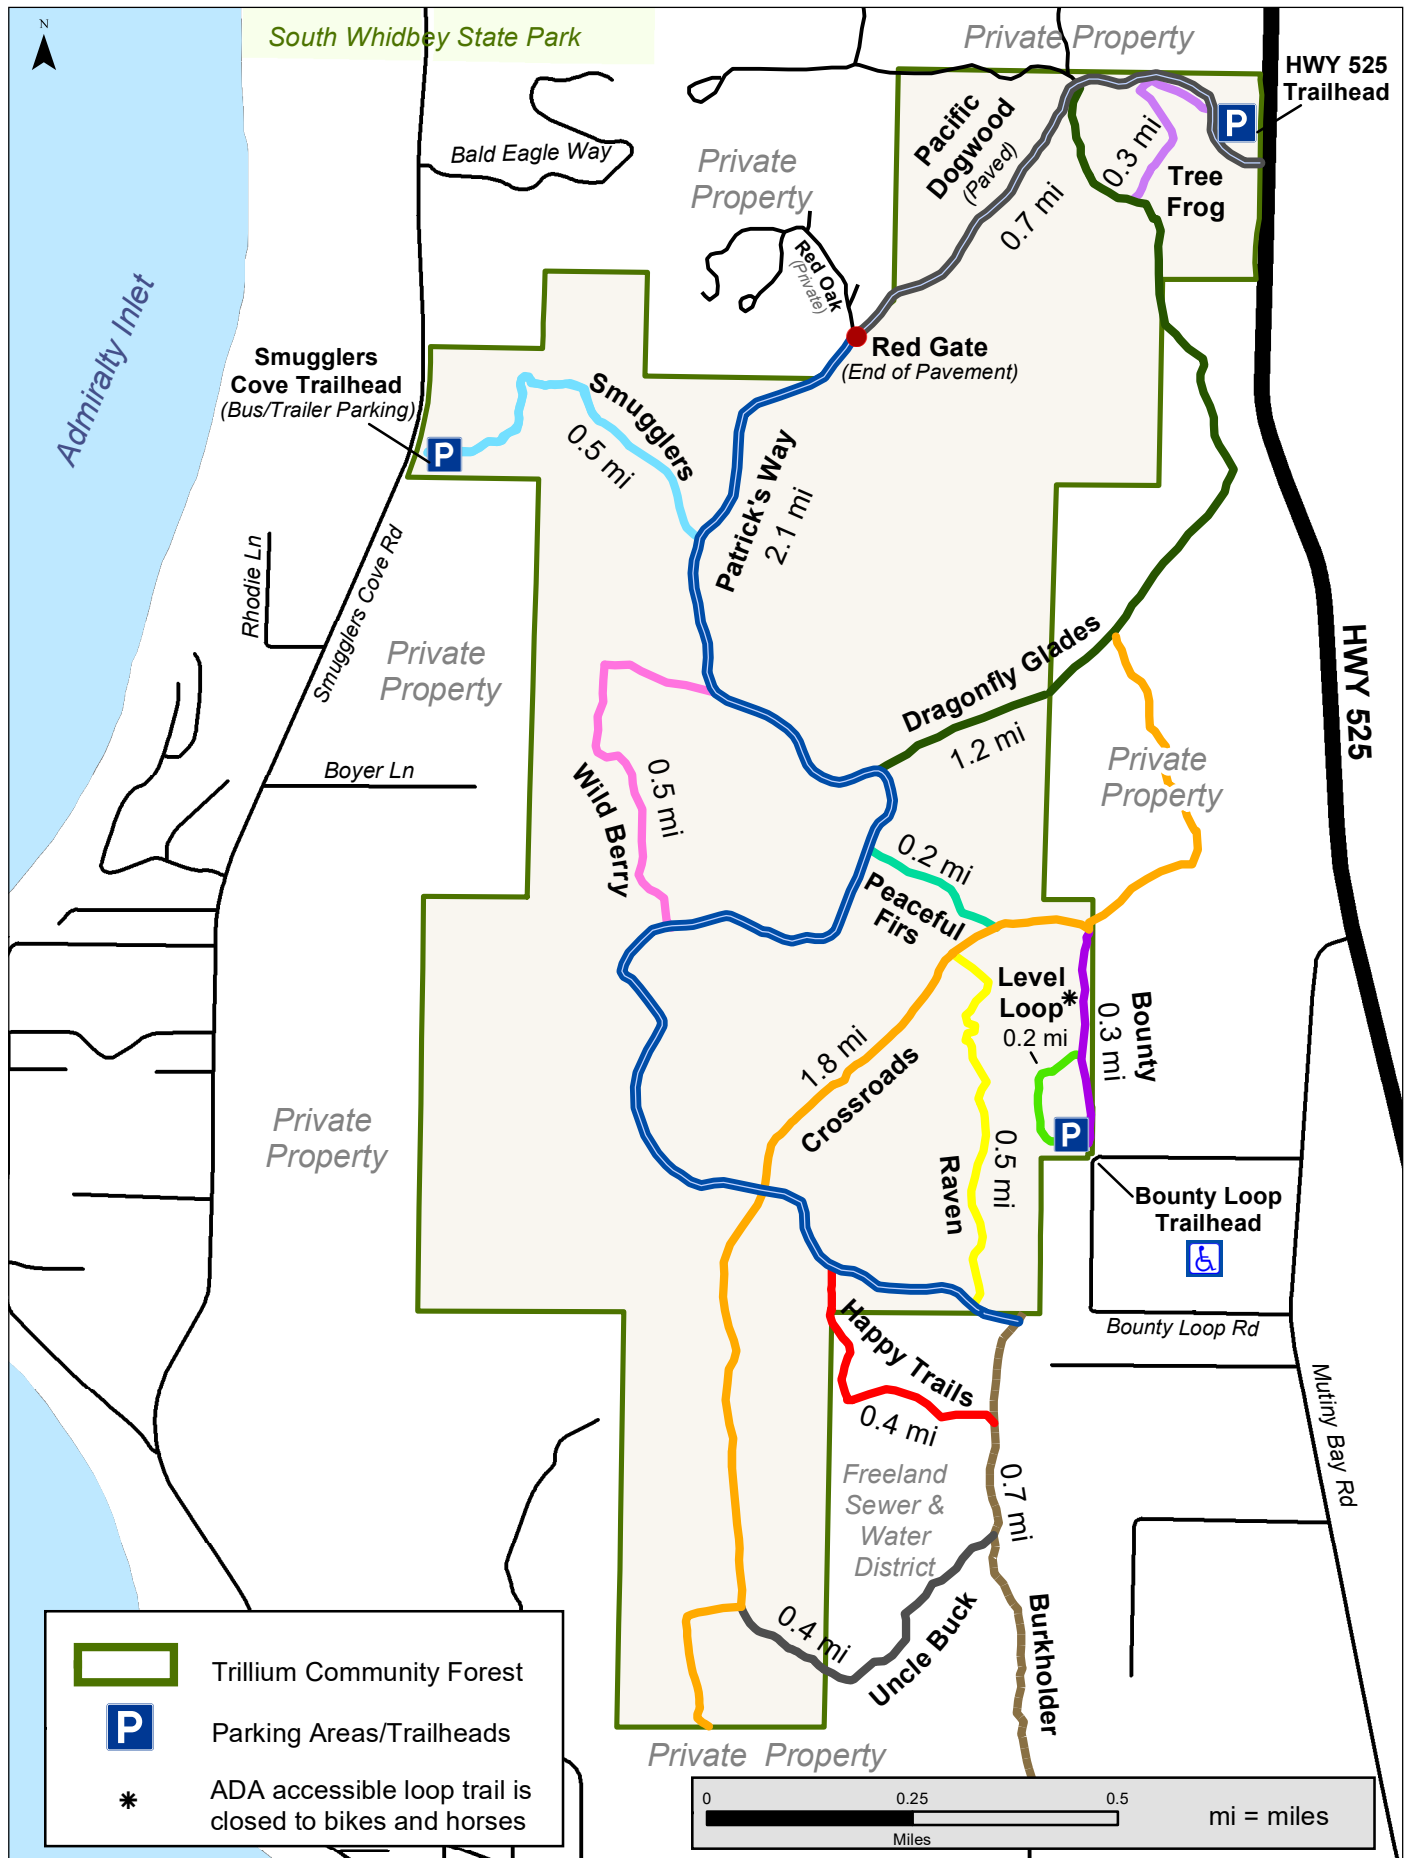 N
South Whidbey State Park
Private Property
HWY 525
Trailhead
P
Pacific
Dogwood
(Paved)
0.7 mi
0.3 mi
Tree
Frog
Bald Eagle Way
Private
Property
Red Oak
(Private)
Admiralty Inlet
Red Gate
(End of Pavement)
Smugglers
Cove Trailhead
(Bus/Trailer Parking)
P
Smugglers
0.5 mi
Patrick's Way
2.1 mi
Rhodie Ln
Smugglers Cove Rd
Private
Property
HWY 525
Dragonfly Glades
1.2 mi
Private
Property
Boyer Ln
Wild Berry
0.5 mi
0.2 mi
Peaceful
Firs
Level
Loop*
0.2 mi
Bounty
0.3 mi
1.8 mi
Crossroads
Private
Property
P
Raven
0.5 mi
Bounty Loop
Trailhead
Bounty Loop Rd
Happy Trails
0.4 mi
Mutiny Bay Rd
Freeland
Sewer &
Water
District
0.7 mi
Burkholder
0.4 mi
Uncle Buck
Private Property
Trillium Community Forest
P
Parking Areas/Trailheads
* ADA accessible loop trail is
closed to bikes and horses
0 0.25 0.5
Miles
mi = miles